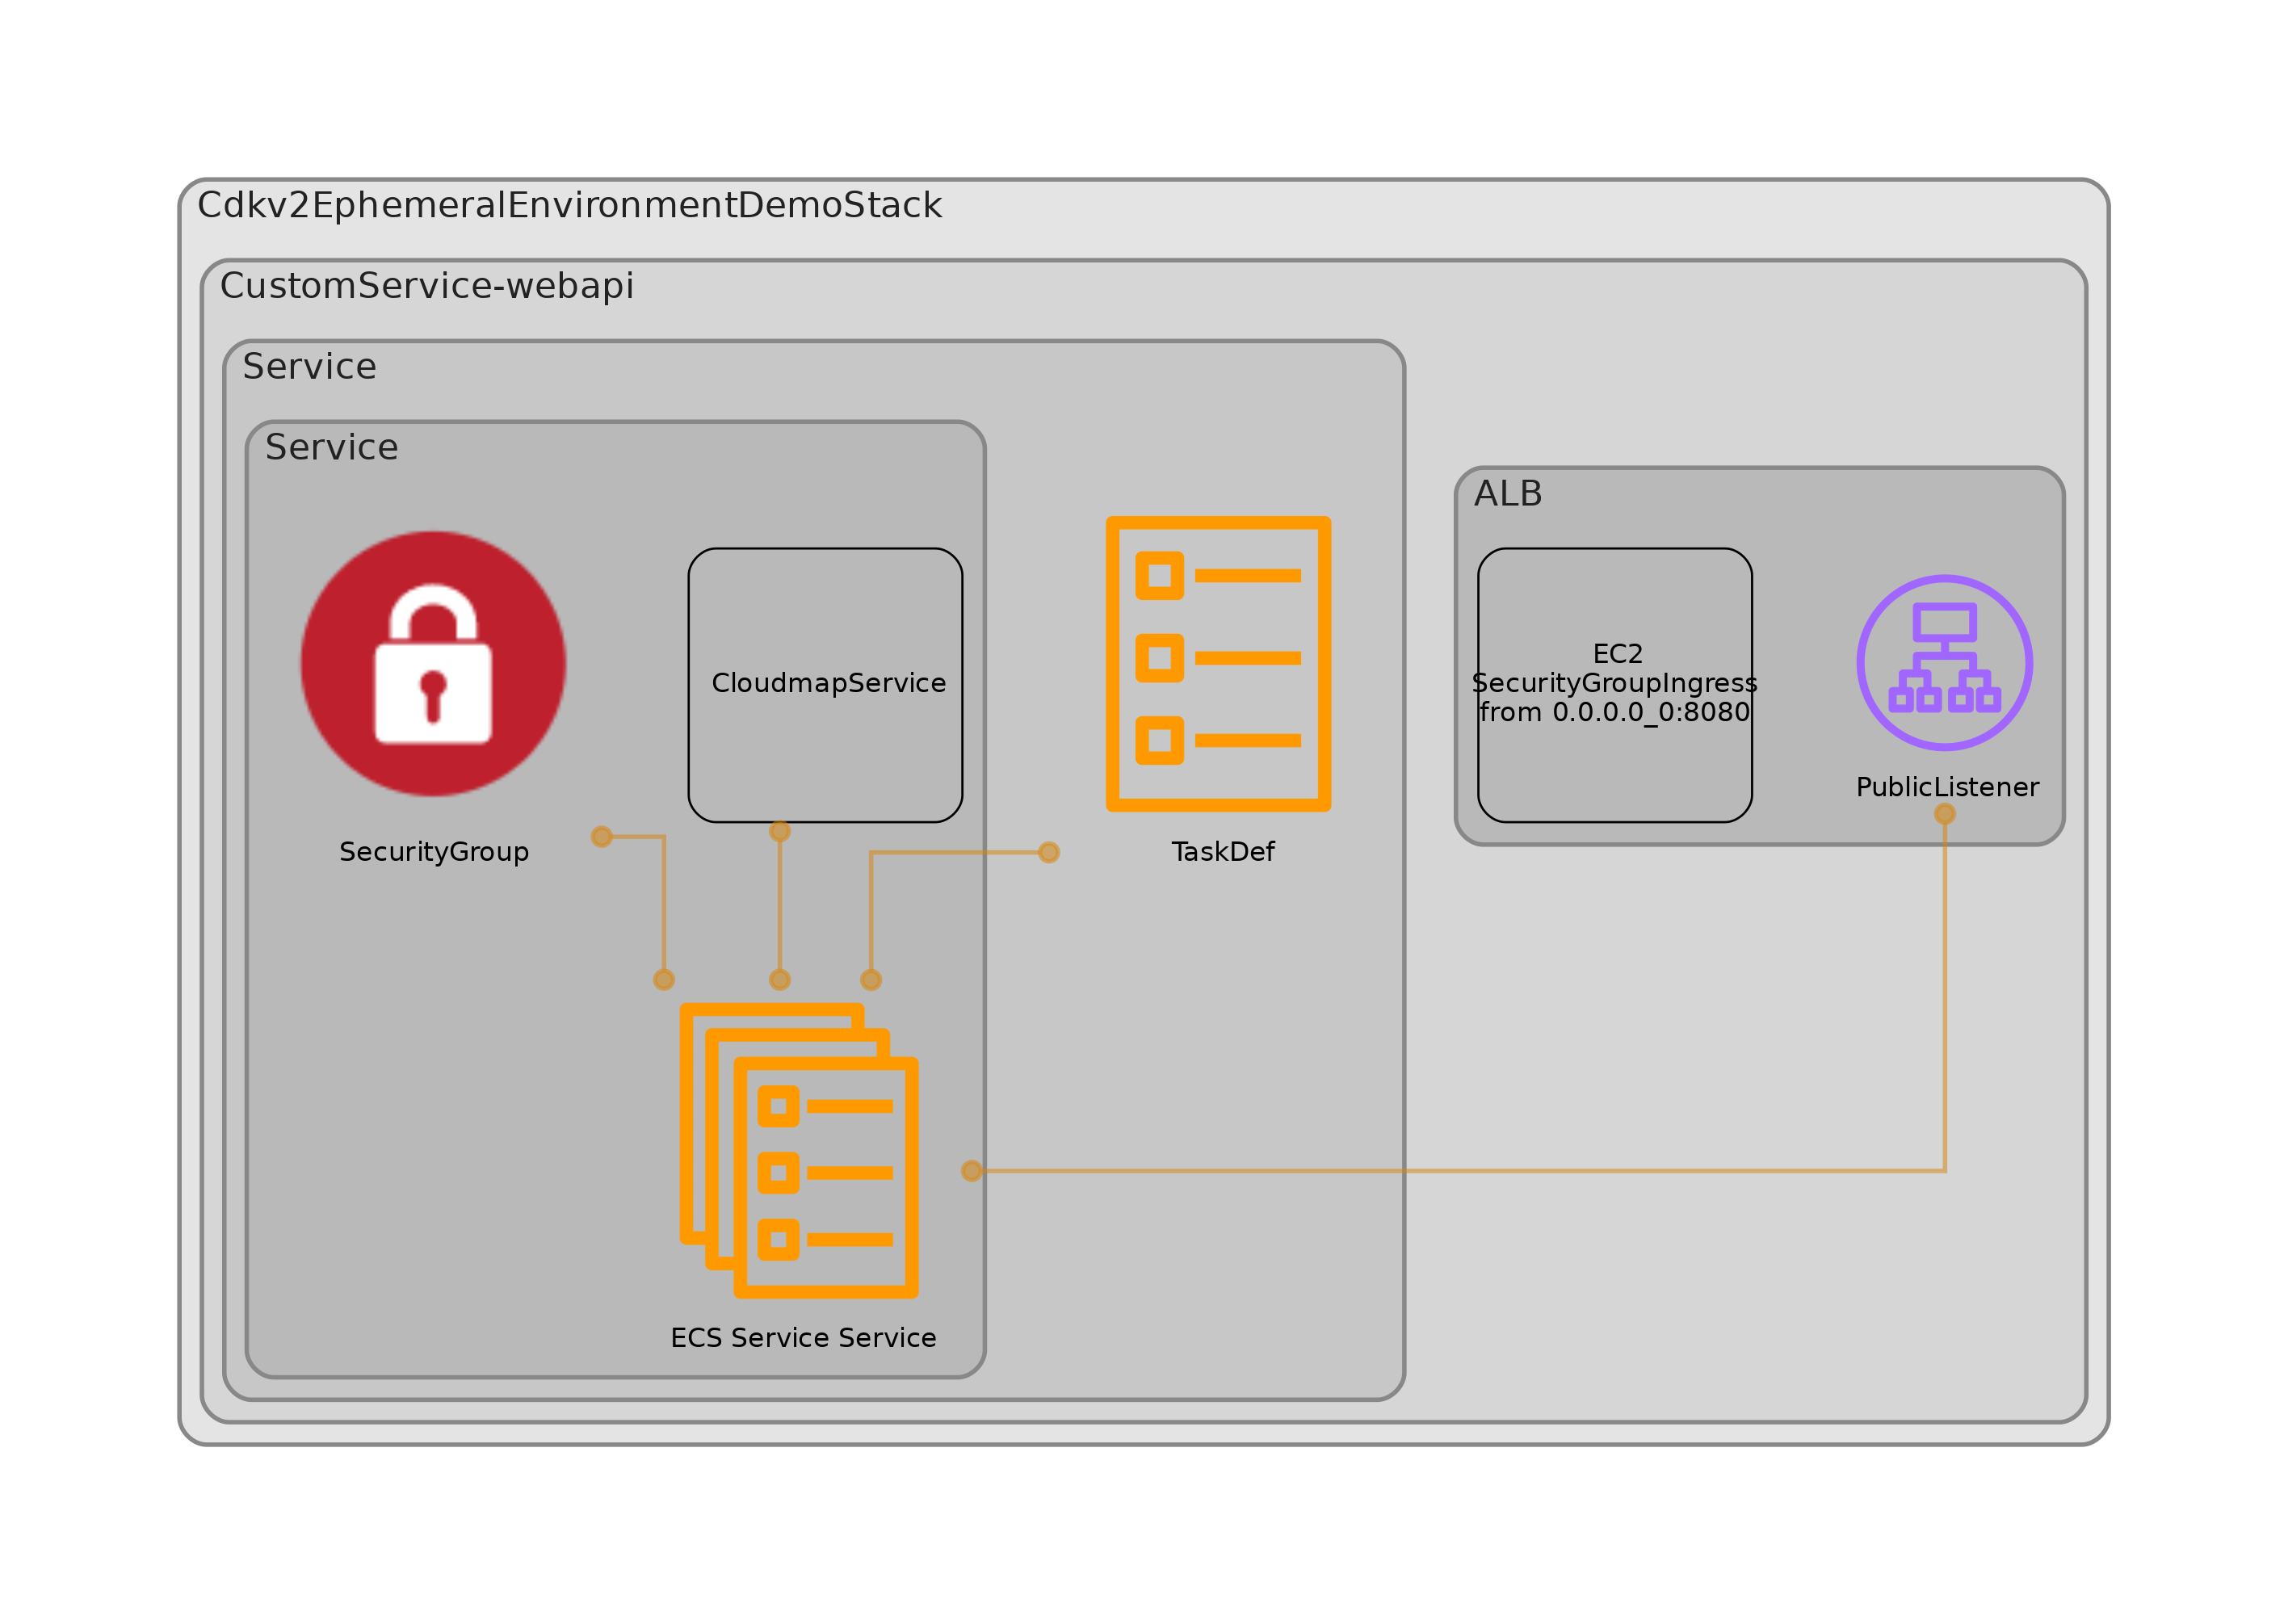 Cdkv2EphemeralEnvironmentDemoStack
CustomService-webapi
Service
Service
ALB
EC2
SecurityGroupIngress
from 0.0.0.0_0:8080
CloudmapService
PublicListener
SecurityGroup
TaskDef
ECS Service Service